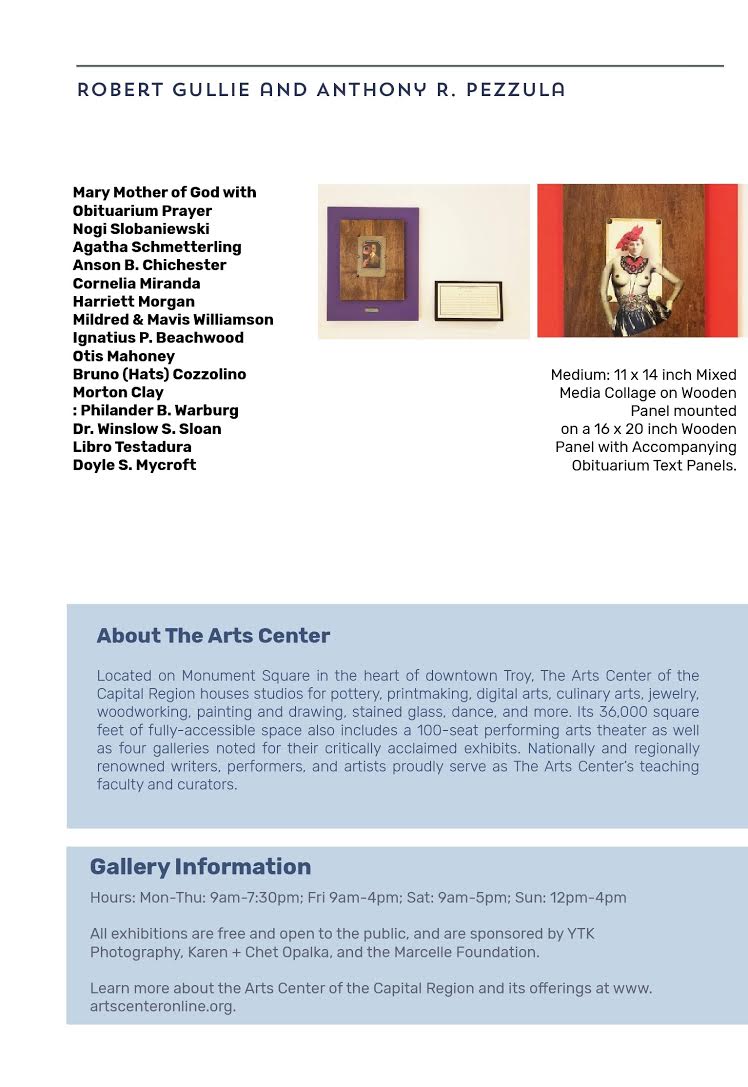 ROBERT GULLIE AND ANTHONY R. PEZZULA
Mary Mother of God with
Obituarium Prayer
Nogi Slobaniewski
Agatha Schmetterling
Anson B. Chichester
Cornelia Miranda
Harriett Morgan
Mildred & Mavis Williamson
Ignatius P. Beachwood
Otis Mahoney
Bruno (Hats) Cozzolino
Morton Clay
: Philander B. Warburg
Dr. Winslow S. Sloan
Libro Testadura
Doyle S. Mycroft
Medium: 11 x 14 inch Mixed
Media Collage on Wooden
Panel mounted
on a 16 x 20 inch Wooden
Panel with Accompanying
Obituarium Text Panels.
About The Arts Center
Located on Monument Square in the heart of downtown Troy, The Arts Center of the
Capital Region houses studios for pottery, printmaking, digital arts, culinary arts, jewelry,
woodworking, painting and drawing, stained glass, dance, and more. Its 36,000 square
feet of fully-accessible space also includes a 100-seat performing arts theater as well
as four galleries noted for their critically acclaimed exhibits. Nationally and regionally
renowned writers, performers, and artists proudly serve as The Arts Center's teaching
faculty and curators.
Gallery Information
Hours: Mon-Thu: 9am-7:30pm; Fri 9am-4pm; Sat: 9am-5pm; Sun: 12pm-4pm
All exhibitions are free and open to the public, and are sponsored by YTK
Photography, Karen + Chet Opalka, and the Marcelle Foundation.
Learn more about the Arts Center of the Capital Region and its offerings at www.
artscenteronline.org.